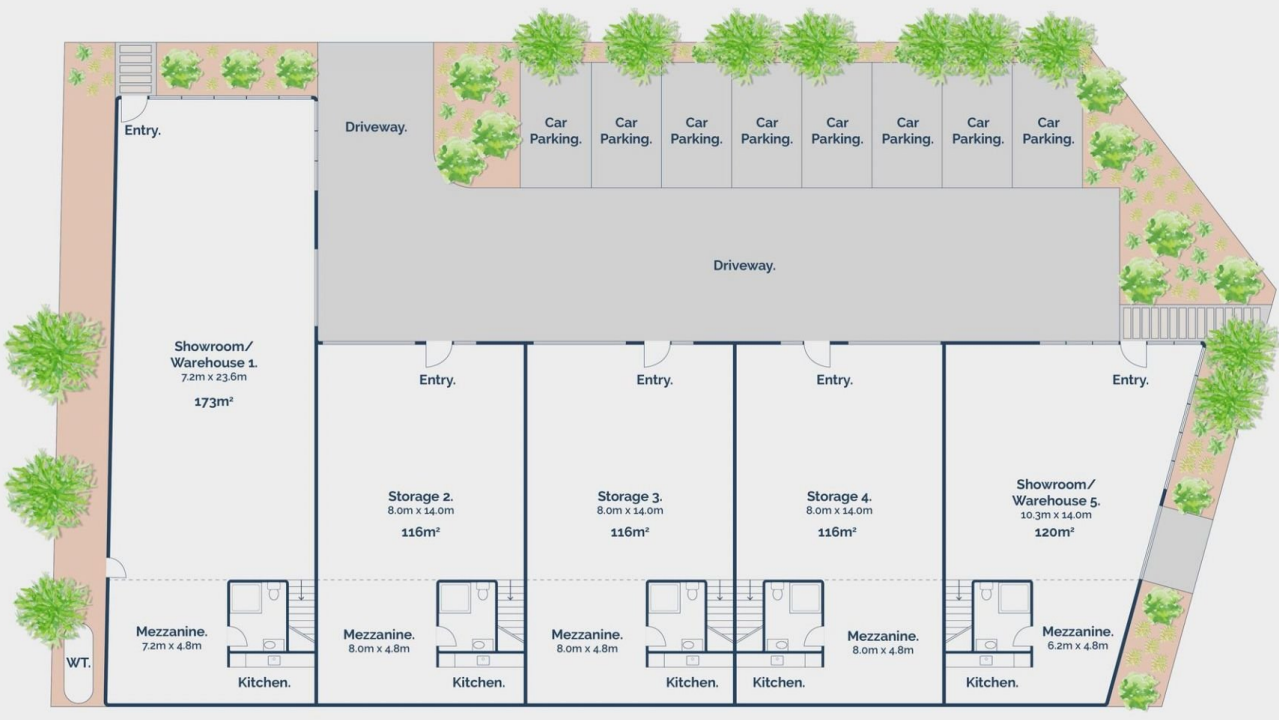 Entry.
Driveway.
Car
Parking.
Car
Parking.
Car
Parking.
Car
Parking.
Car
Parking.
Car
Parking.
Car
Parking.
Car
Parking.
Driveway.
Showroom/
Warehouse 1.
7.2m x 23.6m
173m²
Entry.
Entry.
Entry.
Entry.
Storage 2.
8.0m x 14.0m
116m²
Storage 3.
8.0m x 14.0m
116m²
Storage 4.
8.0m x 14.0m
116m²
Showroom/
Warehouse 5.
10.3m x 14.0m
120m²
Mezzanine.
7.2m x 4.8m
Mezzanine.
8.0m x 4.8m
Mezzanine.
8.0m x 4.8m
Mezzanine.
8.0m x 4.8m
Mezzanine.
6.2m x 4.8m
WT.
Kitchen.
Kitchen.
Kitchen.
Kitchen.
Kitchen.